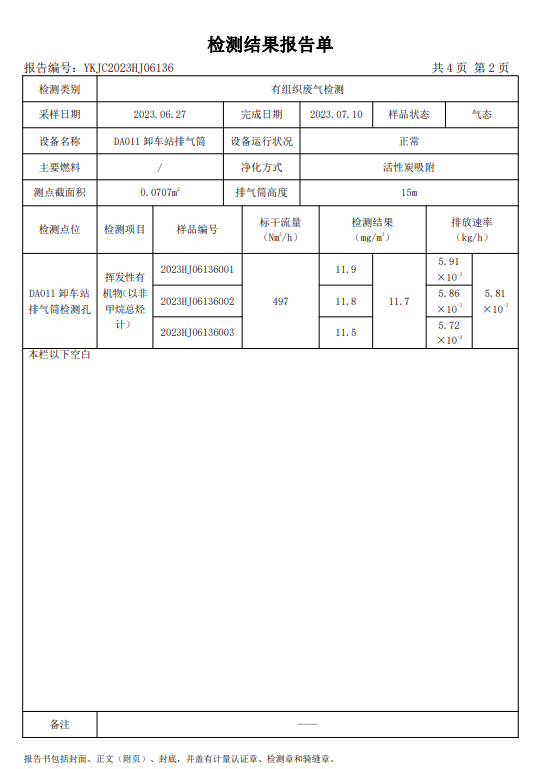 检测结果报告单
报告编号：YKJC2023HJ06136 共 4 页 第 2 页
检测类别 有组织废气检测
采样日期 2023.06.27 完成日期 2023.07.10 样品状态 气态
设备名称 DA011 卸车站排气筒 设备运行状况 正常
主要燃料 / 净化方式 活性炭吸附
测点截面积 0.0707m² 排气筒高度 15m
检测点位 检测项目 样品编号 标干流量 检测结果 排放速率
（Nm³/h） （mg/m³） （kg/h）
DA011 卸车站
排气筒检测孔
挥发性有
机物（以非
甲烷总烃
计）
2023HJ06136001 11.9 5.91
×10⁻³
2023HJ06136002 497 11.8 11.7 5.86 5.81
×10⁻³ ×10⁻³
2023HJ06136003 11.5 5.72
×10⁻³
本栏以下空白
备注 ——
报告书包括封面、正文（附页）、封底，并盖有计量认证章、检测章和骑缝章。